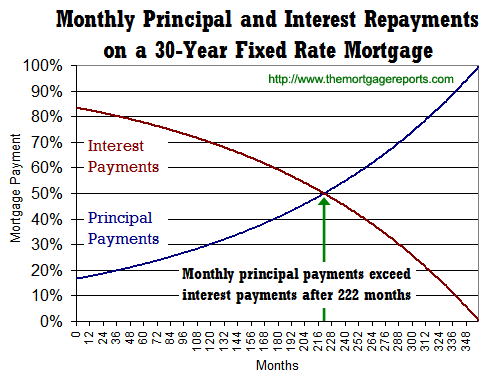 Monthly Principal and Interest Repayments
on a 30-Year Fixed Rate Mortgage
http://www.themortgagereports.com
100%
90%
80%
70%
60%
50%
40%
30%
20%
10%
0%
Mortgage Payment
Interest
Payments
Principal
Payments
Monthly principal payments exceed
interest payments after 222 months
0 12 24 36 48 60 72 84 96 108 120 132 144 156 168 180 192 204 216 228 240 252 264 276 288 300 312 324 336 348
Months